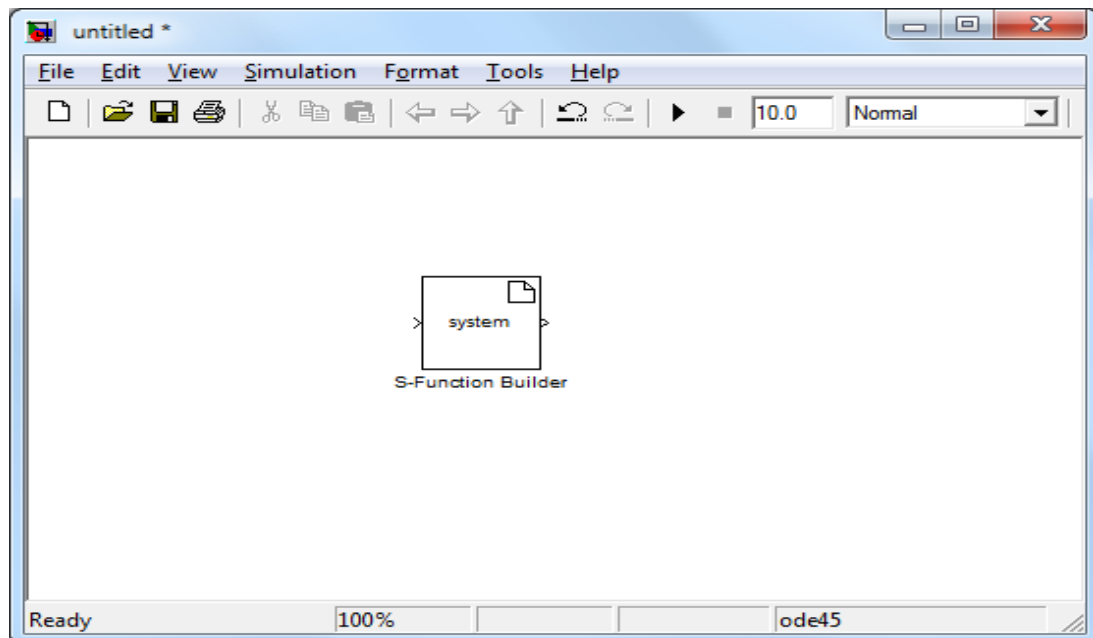 untitled *
File Edit View Simulation Format Tools Help
10.0 Normal
system
S-Function Builder
Ready 100% ode45